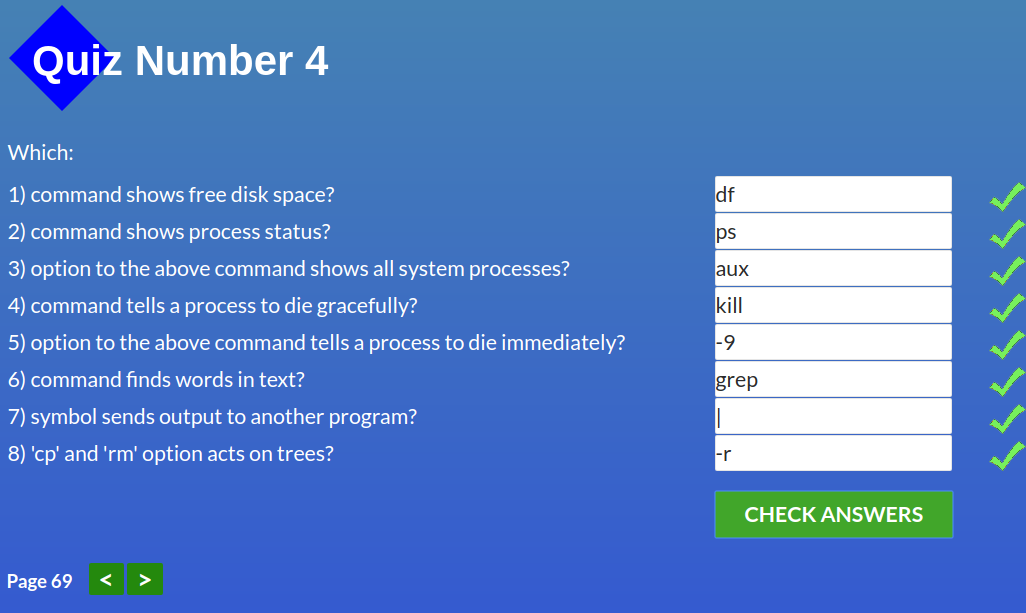 Quiz Number 4
Which:
1) command shows free disk space? df
2) command shows process status? ps
3) option to the above command shows all system processes? aux
4) command tells a process to die gracefully? kill
5) option to the above command tells a process to die immediately? -9
6) command finds words in text? grep
7) symbol sends output to another program? |
8) 'cp' and 'rm' option acts on trees? -r
CHECK ANSWERS
Page 69 < >